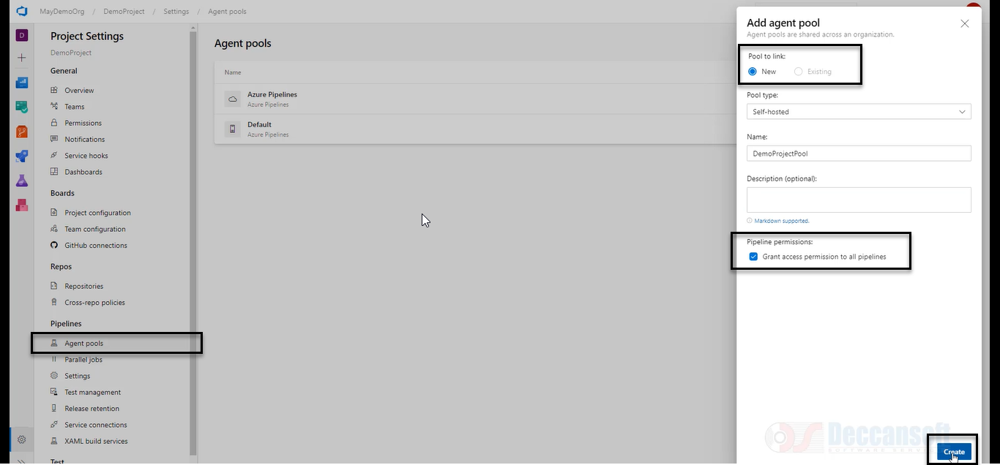 MayDemoOrg / DemoProject / Settings / Agent pools
D
Project Settings
DemoProject
General
Overview
Teams
Permissions
Notifications
Service hooks
Dashboards
Boards
Project configuration
Team configuration
GitHub connections
Repos
Repositories
Cross-repo policies
Pipelines
Agent pools
Parallel jobs
Settings
Test management
Release retention
Service connections
XAML build services
Test
Agent pools
Name
Azure Pipelines
Azure Pipelines
Default
Azure Pipelines
Add agent pool
Agent pools are shared across an organization.
Pool to link:
New Existing
Pool type:
Self-hosted
Name:
DemoProjectPool
Description (optional):
Markdown supported.
Pipeline permissions:
Grant access permission to all pipelines
DS Deccansoft
SOFTWARE SERVICES
Create